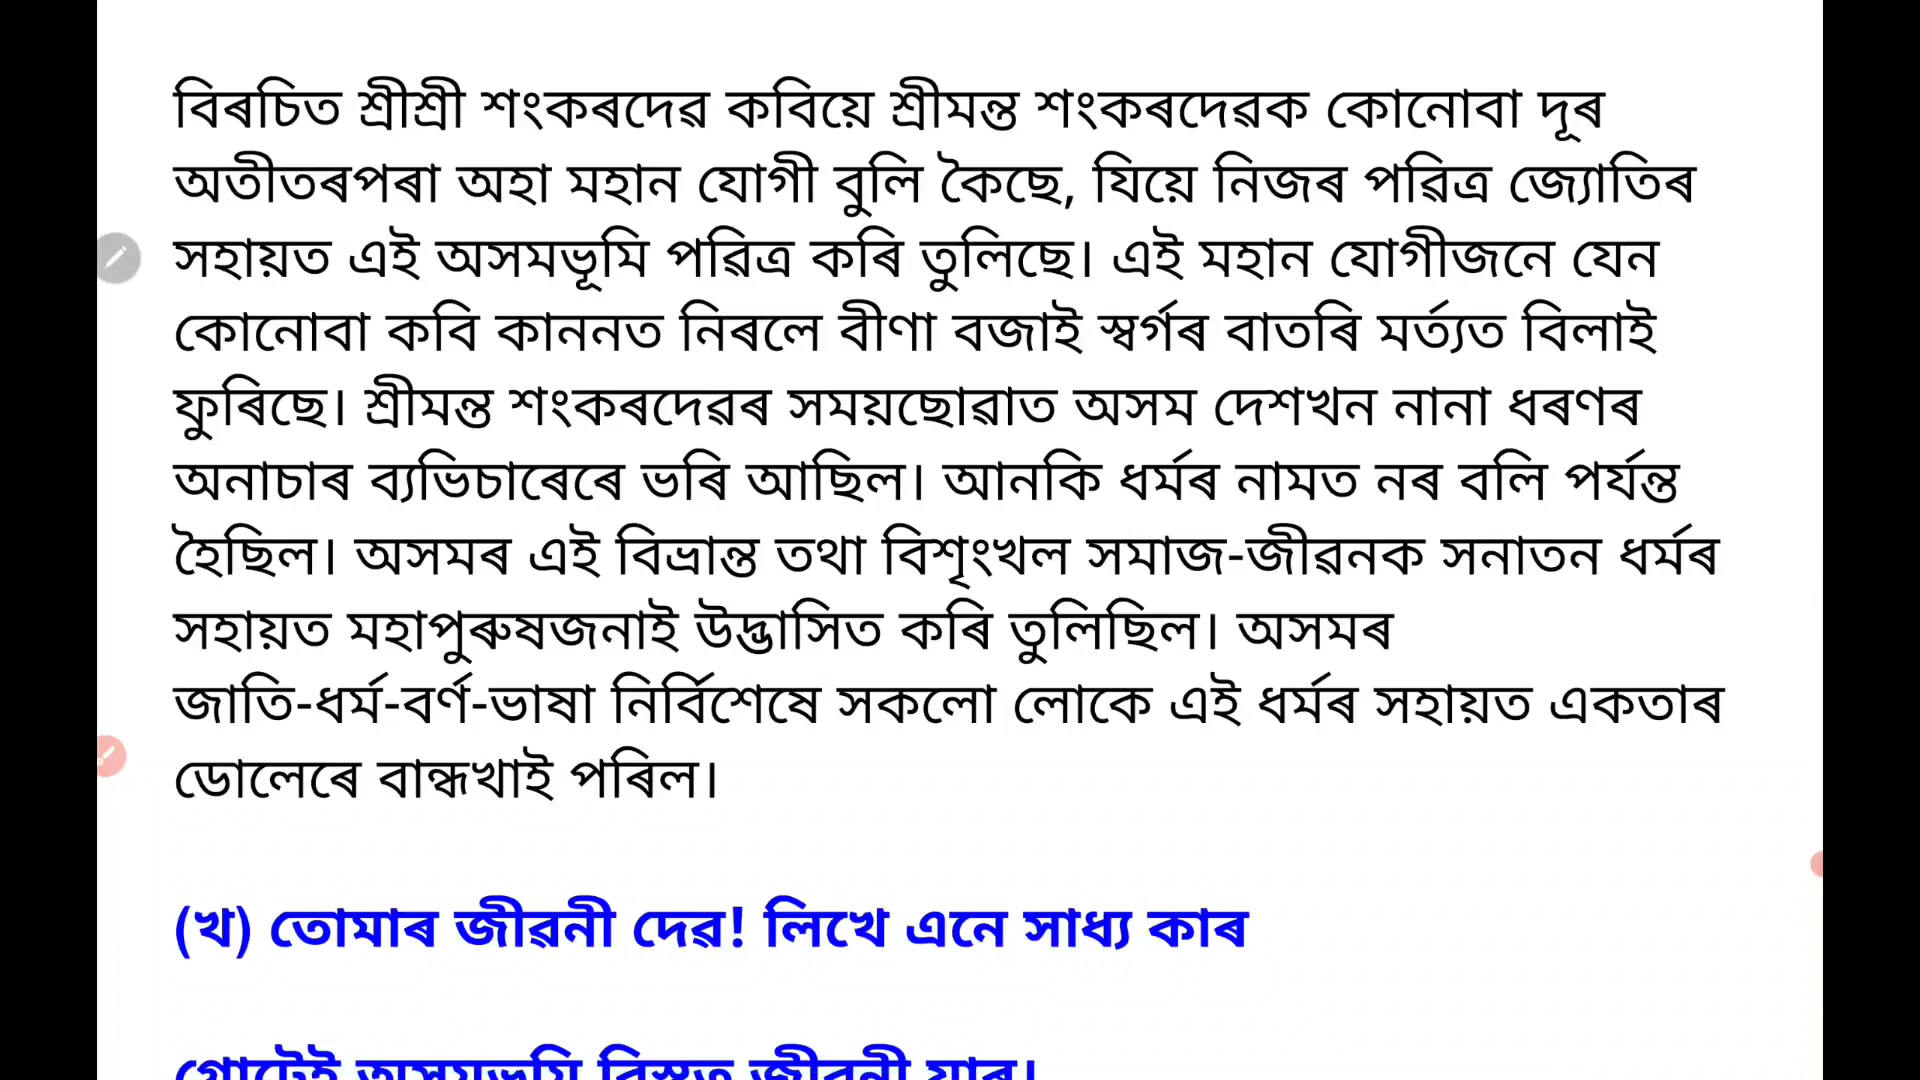 বিৰচিত শ্ৰীশ্ৰী শংকৰদেৱ কবিয়ে শ্ৰীমন্ত শংকৰদেৱক কোনোবা দূৰ
অতীতৰপৰা অহা মহান যোগী বুলি কৈছে, যিয়ে নিজৰ পৱিত্ৰ জ্যোতিৰ
সহায়ত এই অসমভূমি পৱিত্ৰ কৰি তুলিছে। এই মহান যোগীজনে যেন
কোনোবা কবি কাননত নিৰলে বীণা বজাই স্বৰ্গৰ বাতৰি মৰ্ত্যত বিলাই
ফুৰিছে। শ্ৰীমন্ত শংকৰদেৱৰ সময়ছোৱাত অসম দেশখন নানা ধৰণৰ
অনাচাৰ ব্যভিচাৰেৰে ভৰি আছিল। আনকি ধৰ্মৰ নামত নৰ বলি পৰ্যন্ত
হৈছিল। অসমৰ এই বিভ্ৰান্ত তথা বিশৃংখল সমাজ-জীৱনক সনাতন ধৰ্মৰ
সহায়ত মহাপুৰুষজনাই উদ্ভাসিত কৰি তুলিছিল। অসমৰ
জাতি-ধৰ্ম-বৰ্ণ-ভাষা নিৰ্বিশেষে সকলো লোকে এই ধৰ্মৰ সহায়ত একতাৰ
ডোলেৰে বান্ধখাই পৰিল।
(খ) তোমাৰ জীৱনী দেৱ! লিখে এনে সাধ্য কাৰ
গোটেই অসমভূমি বিস্তৃত জীৱনী যাৰ।